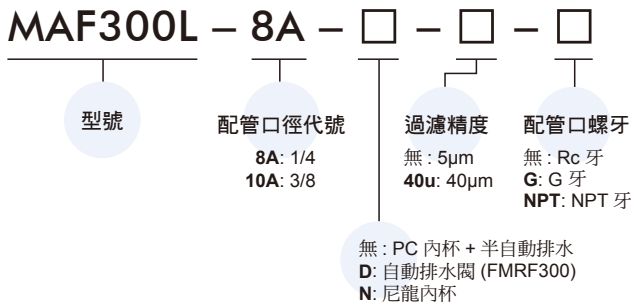 MAF300L – 8A – □ – □ – □
型號
配管口徑代號
8A: 1/4
10A: 3/8
過濾精度
無 : 5μm
40u: 40μm
配管口螺牙
無 : Rc 牙
G: G 牙
NPT: NPT 牙
無 : PC 內杯 + 半自動排水
D: 自動排水閥 (FMRF300)
N: 尼龍內杯